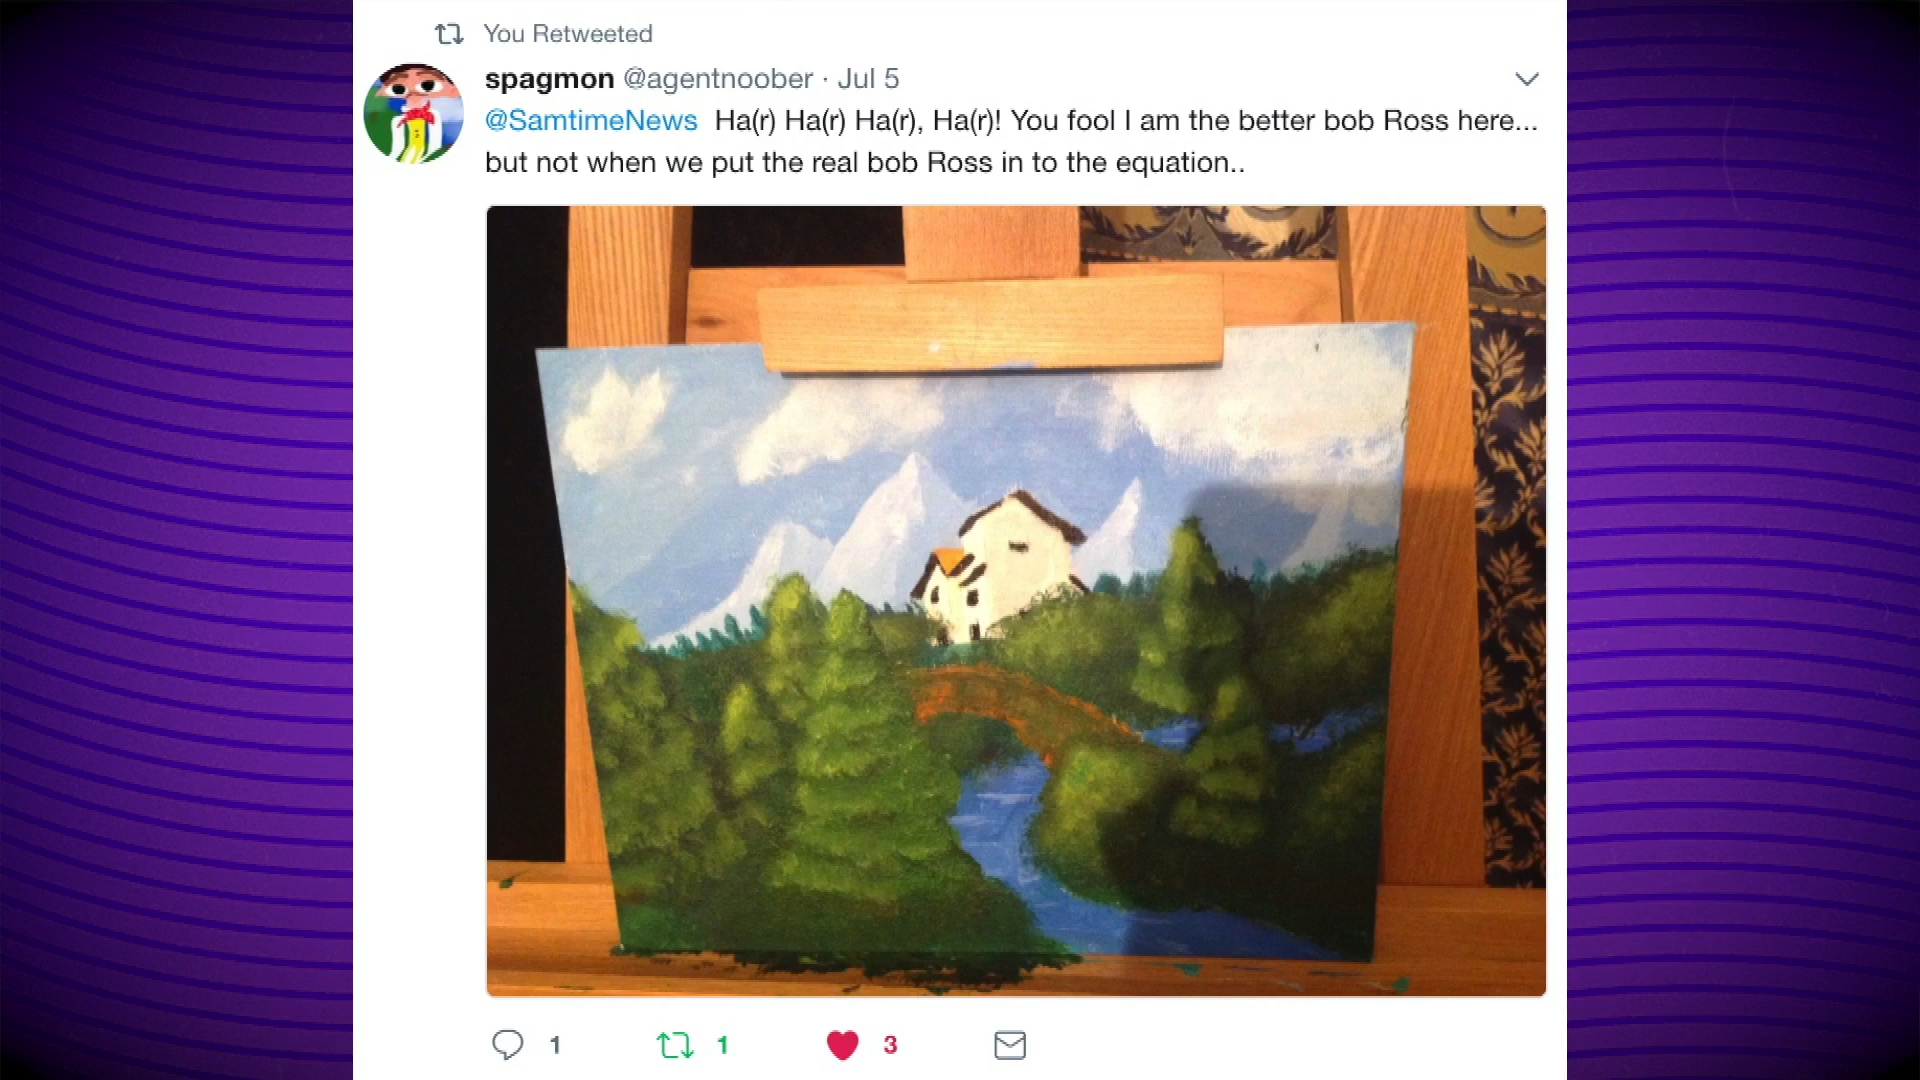 You Retweeted
spagmon @agentnoober · Jul 5
@SamtimeNews Ha(r) Ha(r) Ha(r), Ha(r)! You fool I am the better bob Ross here...
but not when we put the real bob Ross in to the equation..
1 1 3